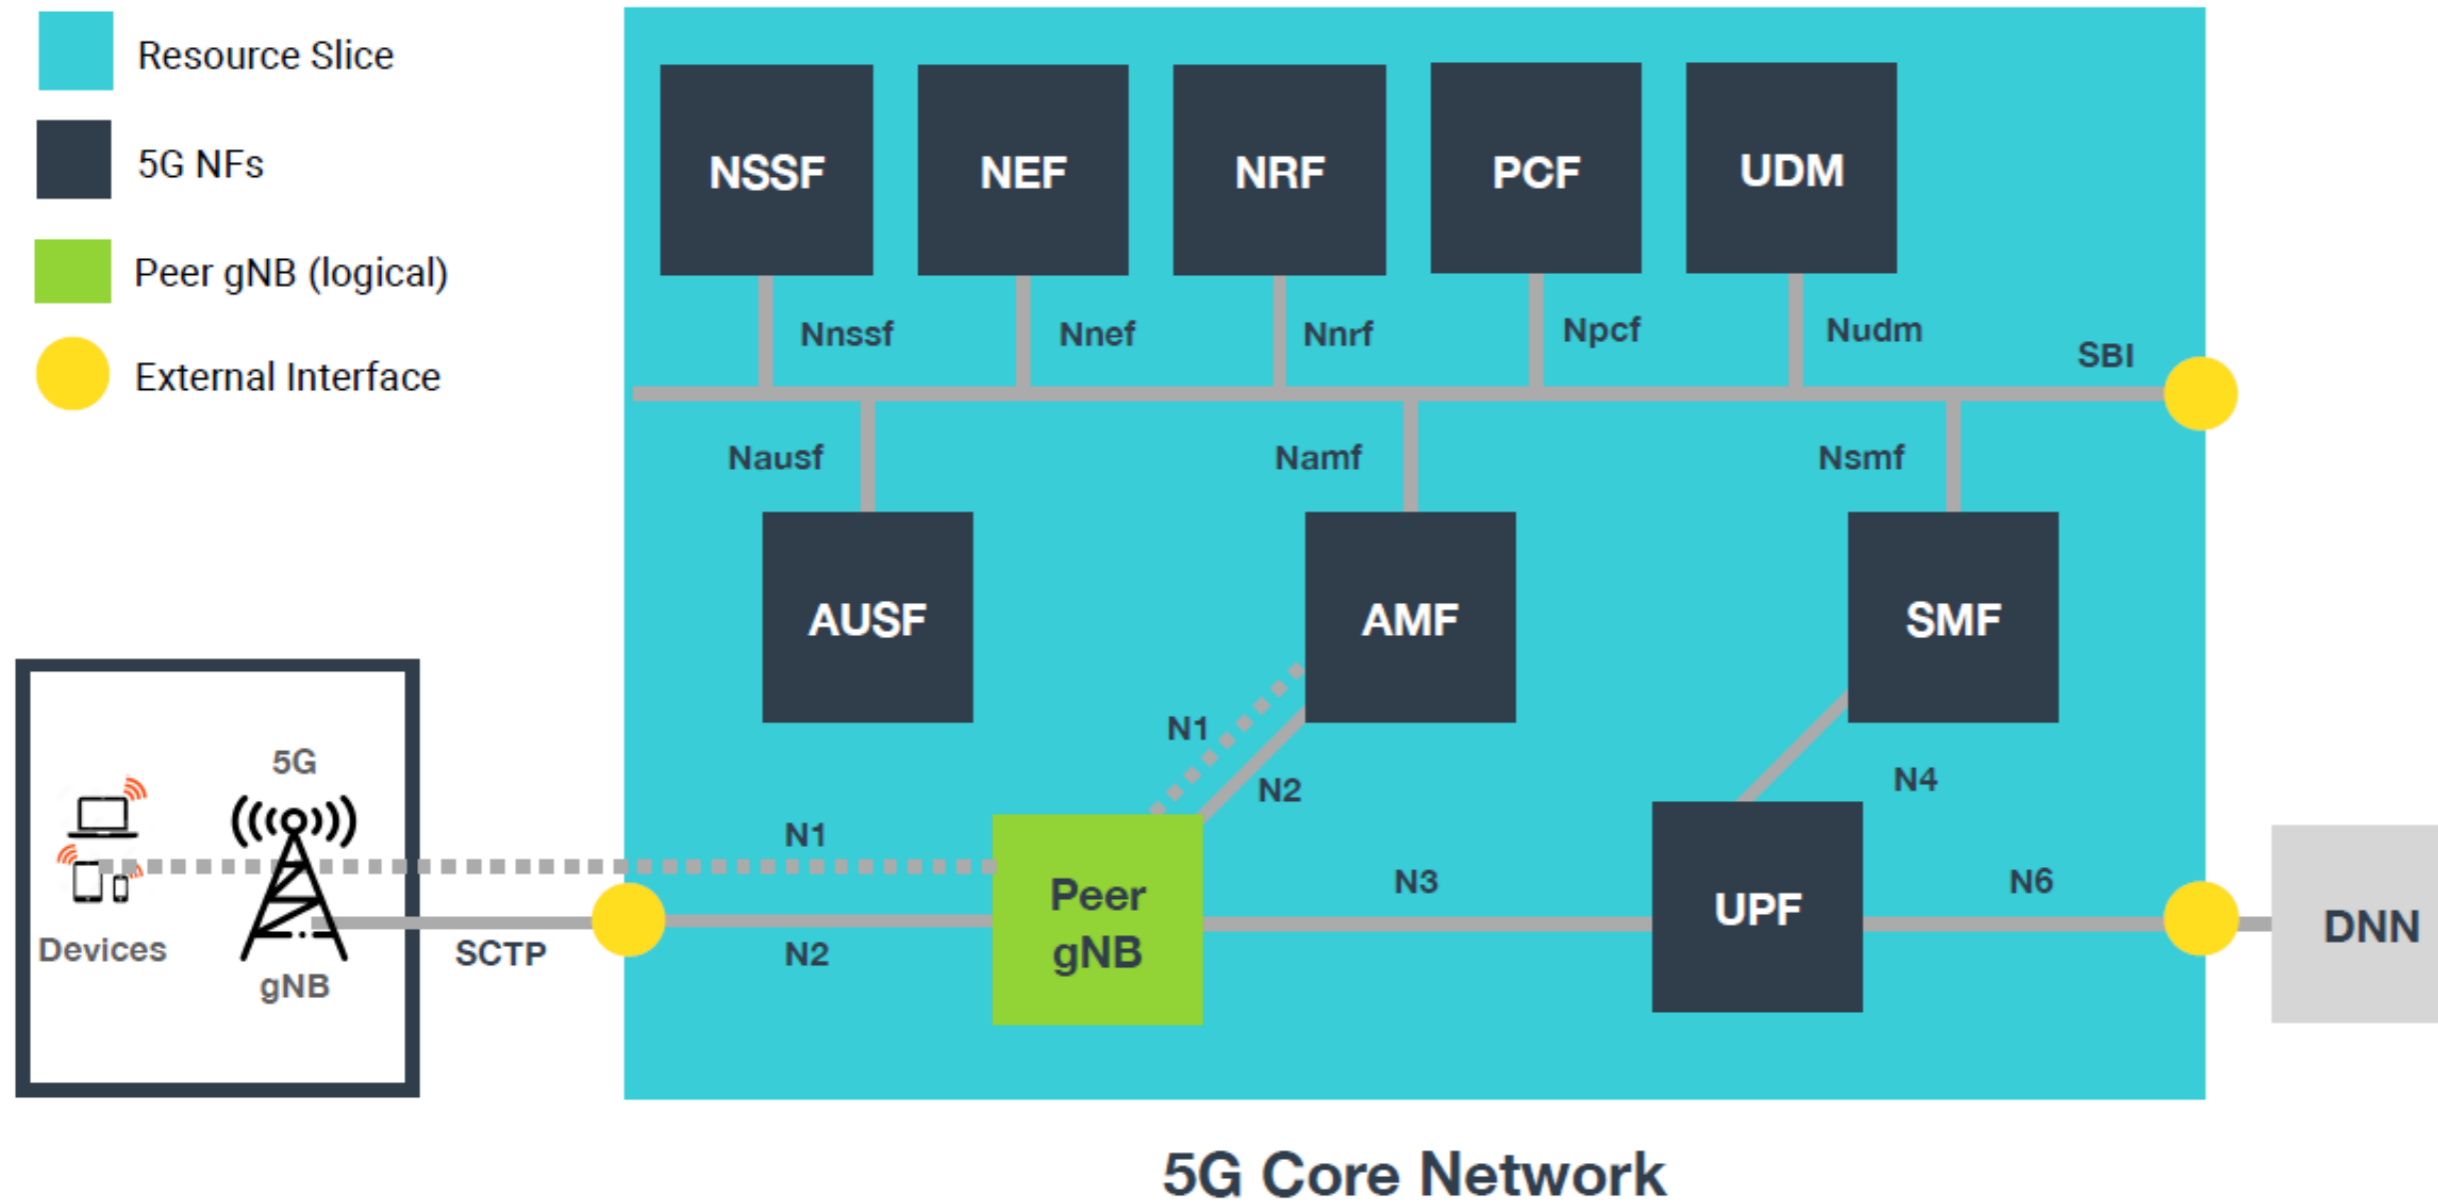 Resource Slice
5G NFs
Peer gNB (logical)
External Interface
NSSF
NEF
NRF
PCF
UDM
Nnssf
Nnef
Nnrf
Npcf
Nudm
SBI
Nausf
Namf
Nsmf
AUSF
AMF
SMF
5G
Devices
gNB
SCTP
N1
N2
N1
N2
Peer
gNB
N3
N4
UPF
N6
DNN
5G Core Network